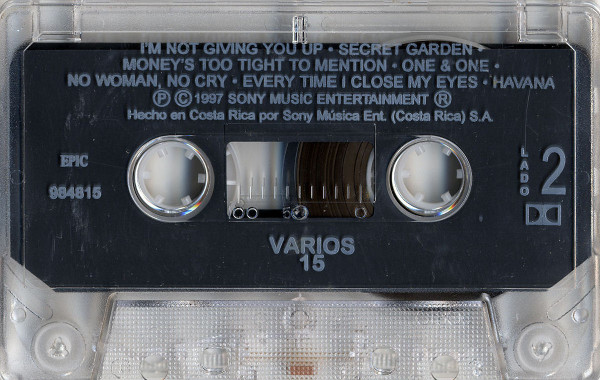 I'M NOT GIVING YOU UP • SECRET GARDEN •
MONEY'S TOO TIGHT TO MENTION • ONE & ONE •
NO WOMAN, NO CRY • EVERY TIME I CLOSE MY EYES • HAVANA
Ⓟ © 1997 SONY MUSIC ENTERTAINMENT ®
Hecho en Costa Rica por Sony Música Ent. (Costa Rica) S.A.
EPIC
984815
LADO
2
VARIOS
15